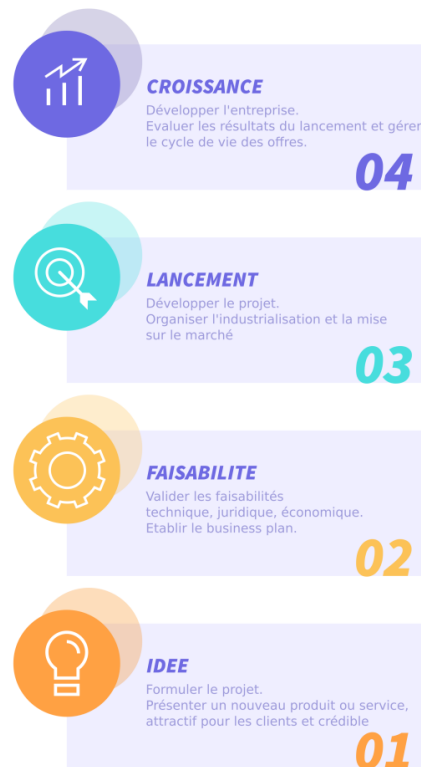 CROISSANCE
Développer l'entreprise.
Evaluer les résultats du lancement et gérer
le cycle de vie des offres.
04
LANCEMENT
Développer le projet.
Organiser l'industrialisation et la mise
sur le marché
03
FAISABILITE
Valider les faisabilités
technique, juridique, économique.
Etablir le business plan.
02
IDEE
Formuler le projet.
Présenter un nouveau produit ou service,
attractif pour les clients et crédible
01